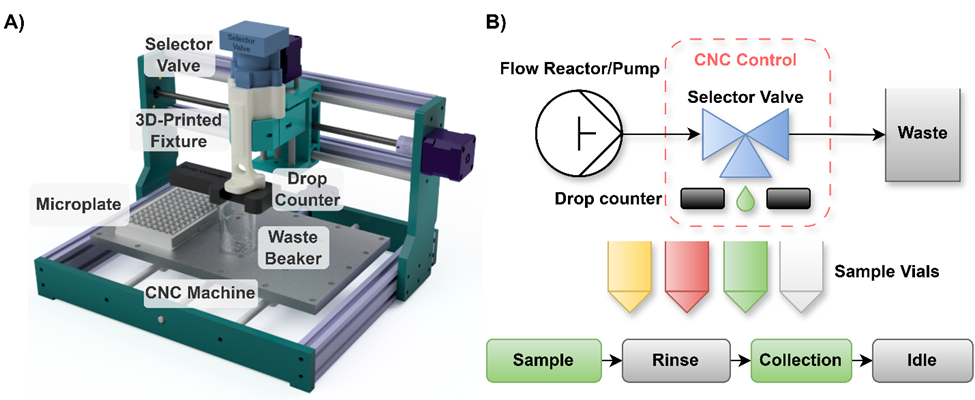 A)
Selector
Valve
Selector
Valve
3D-Printed
Fixture
Microplate
Drop
Counter
Waste
Beaker
CNC Machine
B)
CNC Control
Flow Reactor/Pump
Selector Valve
Waste
Drop counter
Sample Vials
Sample
Rinse
Collection
Idle